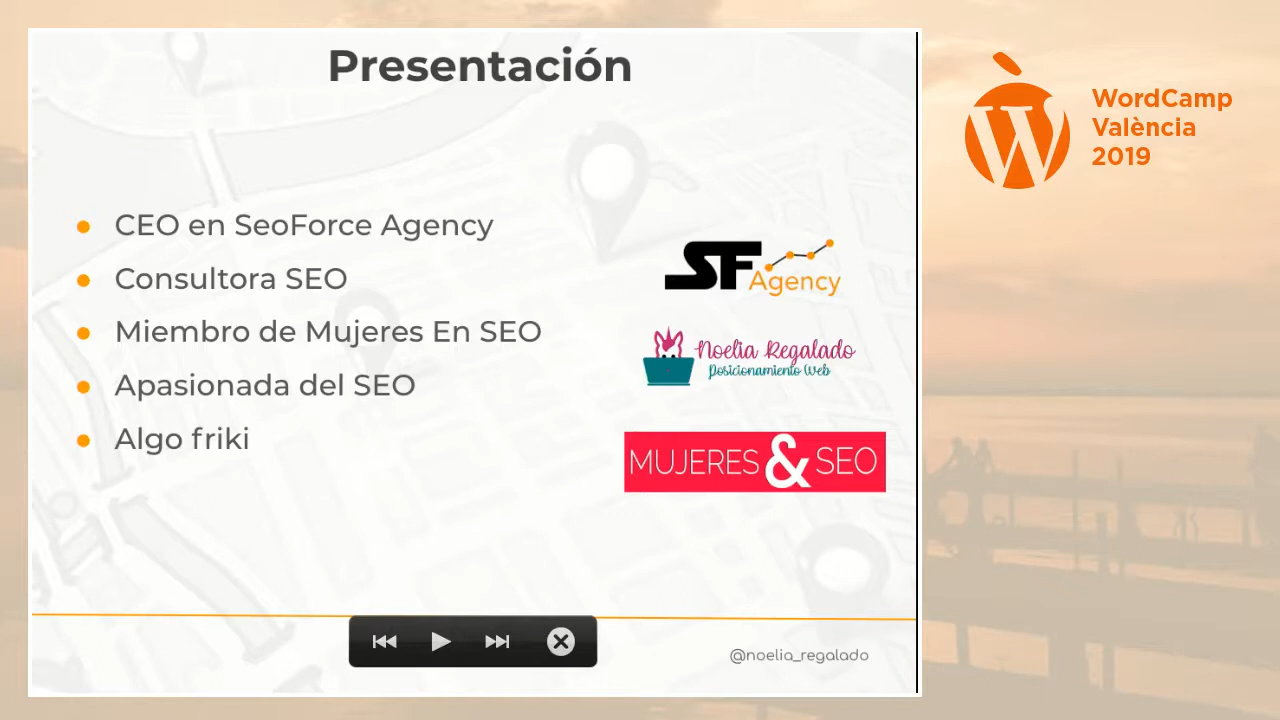 Presentación
CEO en SeoForce Agency
Consultora SEO
Miembro de Mujeres En SEO
Apasionada del SEO
Algo friki
SF Agency
Noelia Regalado
Posicionamiento Web
MUJERES & SEO
@noelia_regalado
WordCamp
València
2019